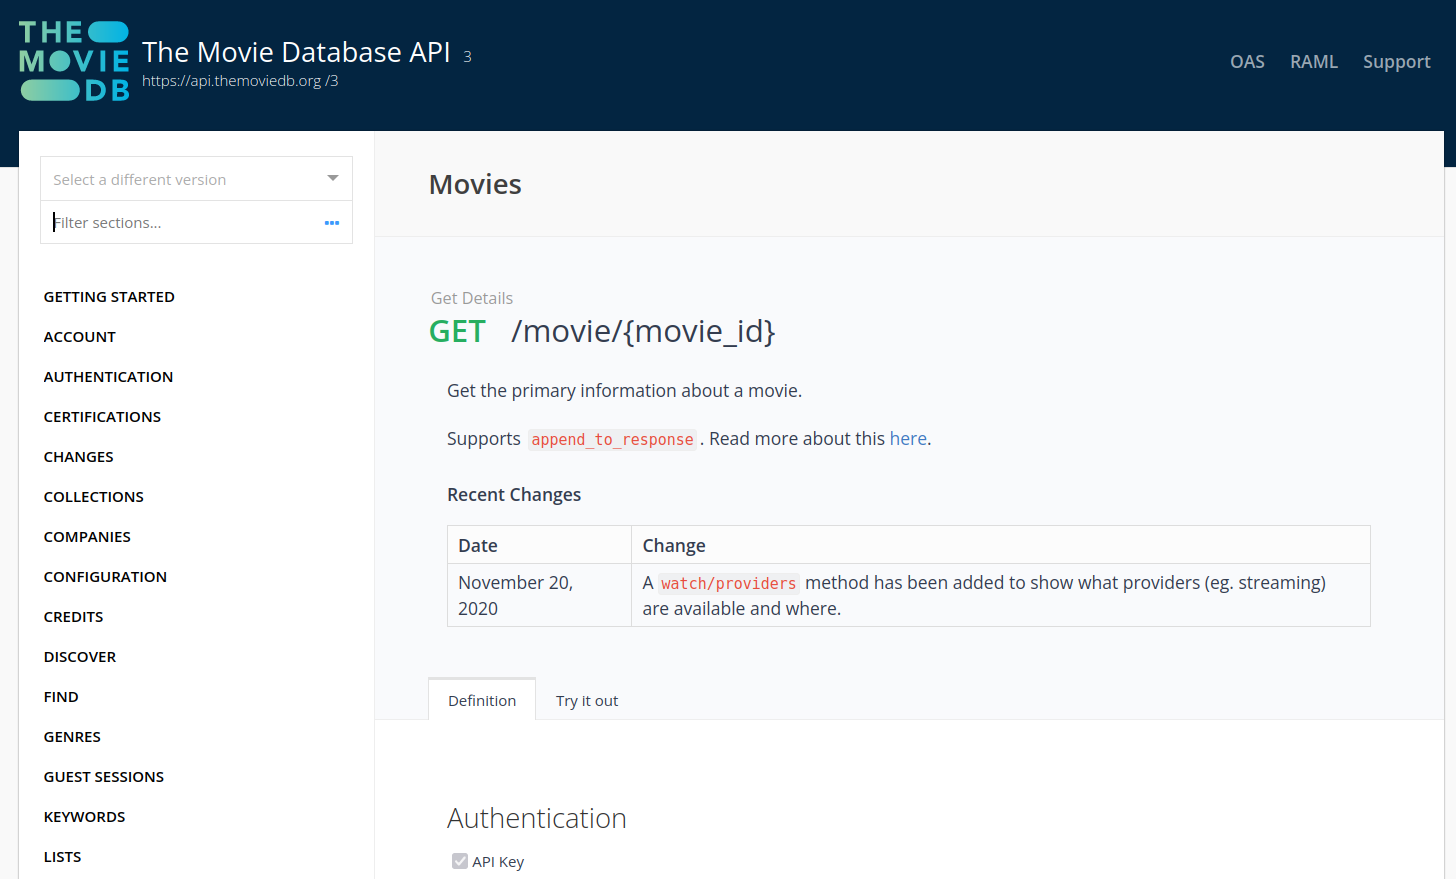 THE
MOVIE
DB
The Movie Database API 3
https://api.themoviedb.org /3
OAS RAML Support
Select a different version
Filter sections...
GETTING STARTED
ACCOUNT
AUTHENTICATION
CERTIFICATIONS
CHANGES
COLLECTIONS
COMPANIES
CONFIGURATION
CREDITS
DISCOVER
FIND
GENRES
GUEST SESSIONS
KEYWORDS
LISTS
Movies
Get Details
GET /movie/{movie_id}
Get the primary information about a movie.
Supports append_to_response . Read more about this here.
Recent Changes
Date Change
November 20, 2020
A watch/providers method has been added to show what providers (eg. streaming)
are available and where.
Definition Try it out
Authentication
API Key